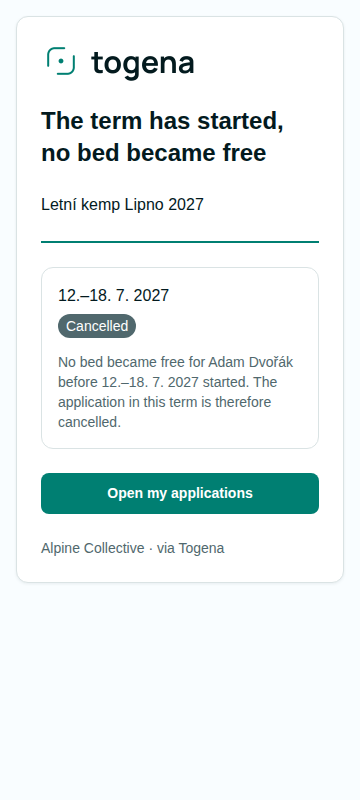 togena
The term has started,
no bed became free
Letní kemp Lipno 2027
12.–18. 7. 2027
Cancelled
No bed became free for Adam Dvořák
before 12.–18. 7. 2027 started. The
application in this term is therefore
cancelled.
Open my applications
Alpine Collective · via Togena